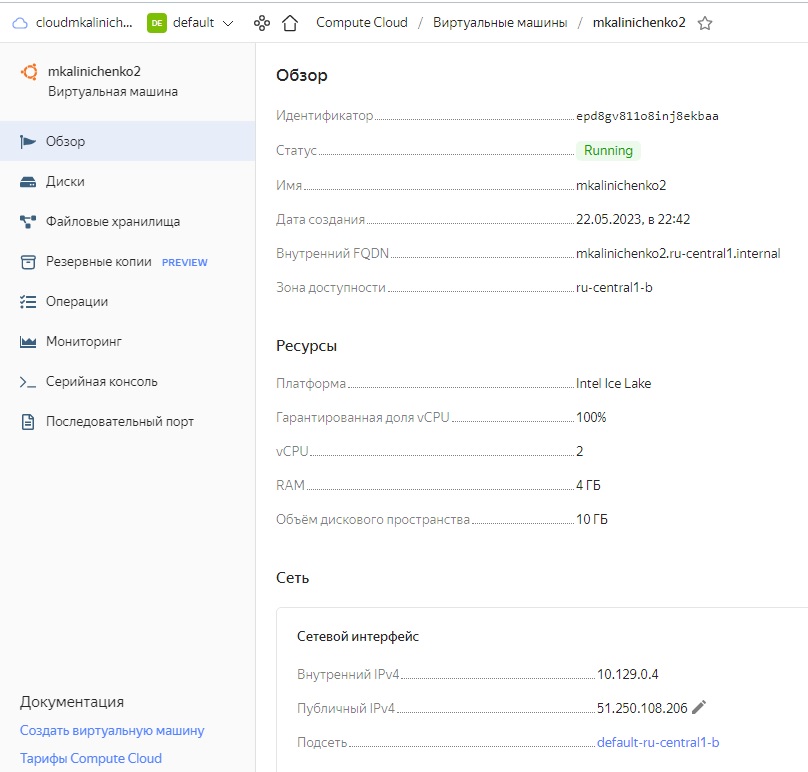 cloudmkalinich... DE default Compute Cloud / Виртуальные машины / mkalinichenko2
mkalinichenko2
Виртуальная машина
Обзор
Диски
Файловые хранилища
Резервные копии PREVIEW
Операции
Мониторинг
Серийная консоль
Последовательный порт
Документация
Создать виртуальную машину
Тарифы Compute Cloud
Обзор
Идентификатор epd8gv811o8inj8ekbaa
Статус Running
Имя mkalinichenko2
Дата создания 22.05.2023, в 22:42
Внутренний FQDN mkalinichenko2.ru-central1.internal
Зона доступности ru-central1-b
Ресурсы
Платформа Intel Ice Lake
Гарантированная доля vCPU 100%
vCPU 2
RAM 4 ГБ
Объём дискового пространства 10 ГБ
Сеть
Сетевой интерфейс
Внутренний IPv4 10.129.0.4
Публичный IPv4 51.250.108.206
Подсеть default-ru-central1-b